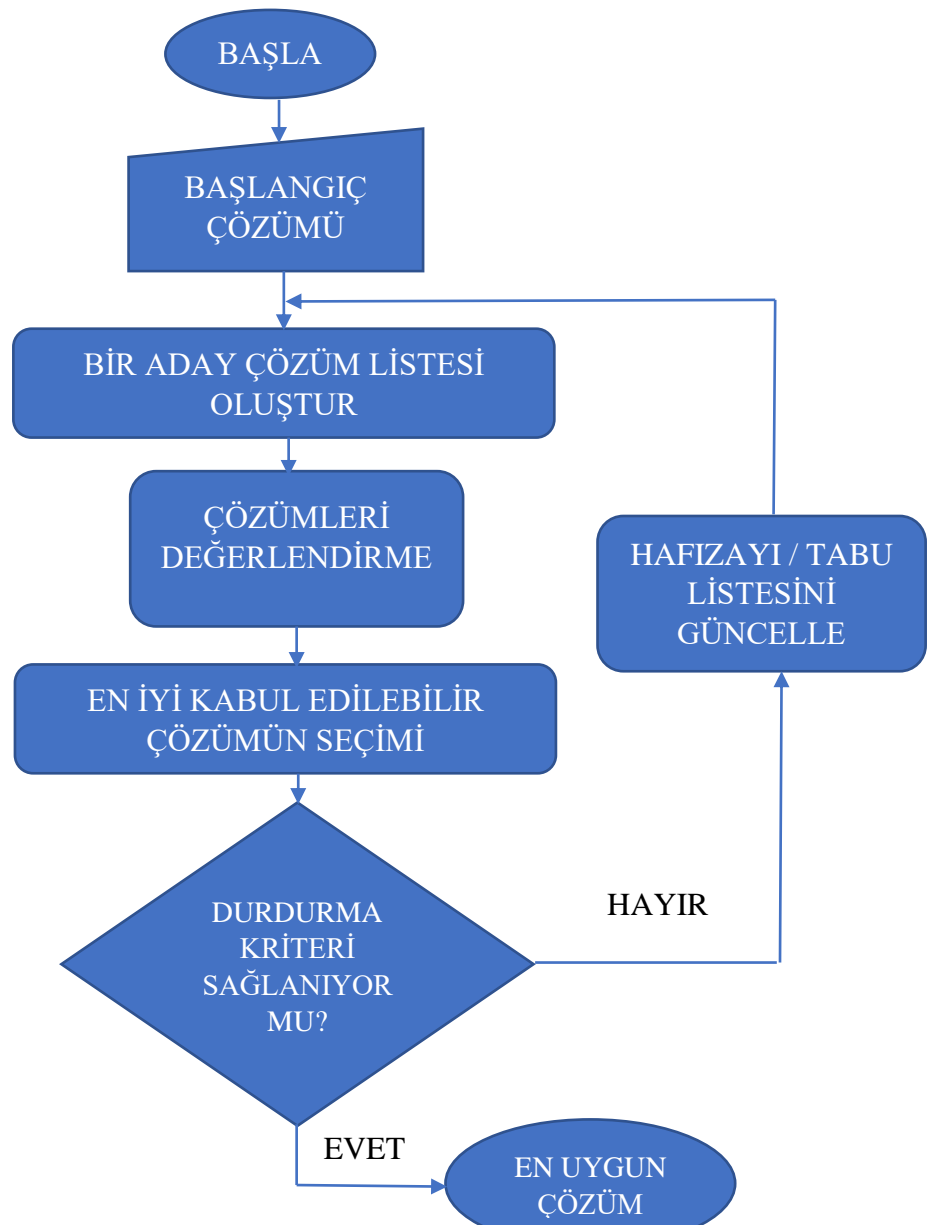 BAŞLA
BAŞLANGIÇ
ÇÖZÜMÜ
BİR ADAY ÇÖZÜM LİSTESİ
OLUŞTUR
ÇÖZÜMLERİ
DEĞERLENDİRME
HAFIZAYI / TABU
LİSTESİNİ
GÜNCELLE
EN İYİ KABUL EDİLEBİLİR
ÇÖZÜMÜN SEÇİMİ
DURDURMA
KRİTERİ
SAĞLANIYOR
MU?
HAYIR
EVET
EN UYGUN
ÇÖZÜM